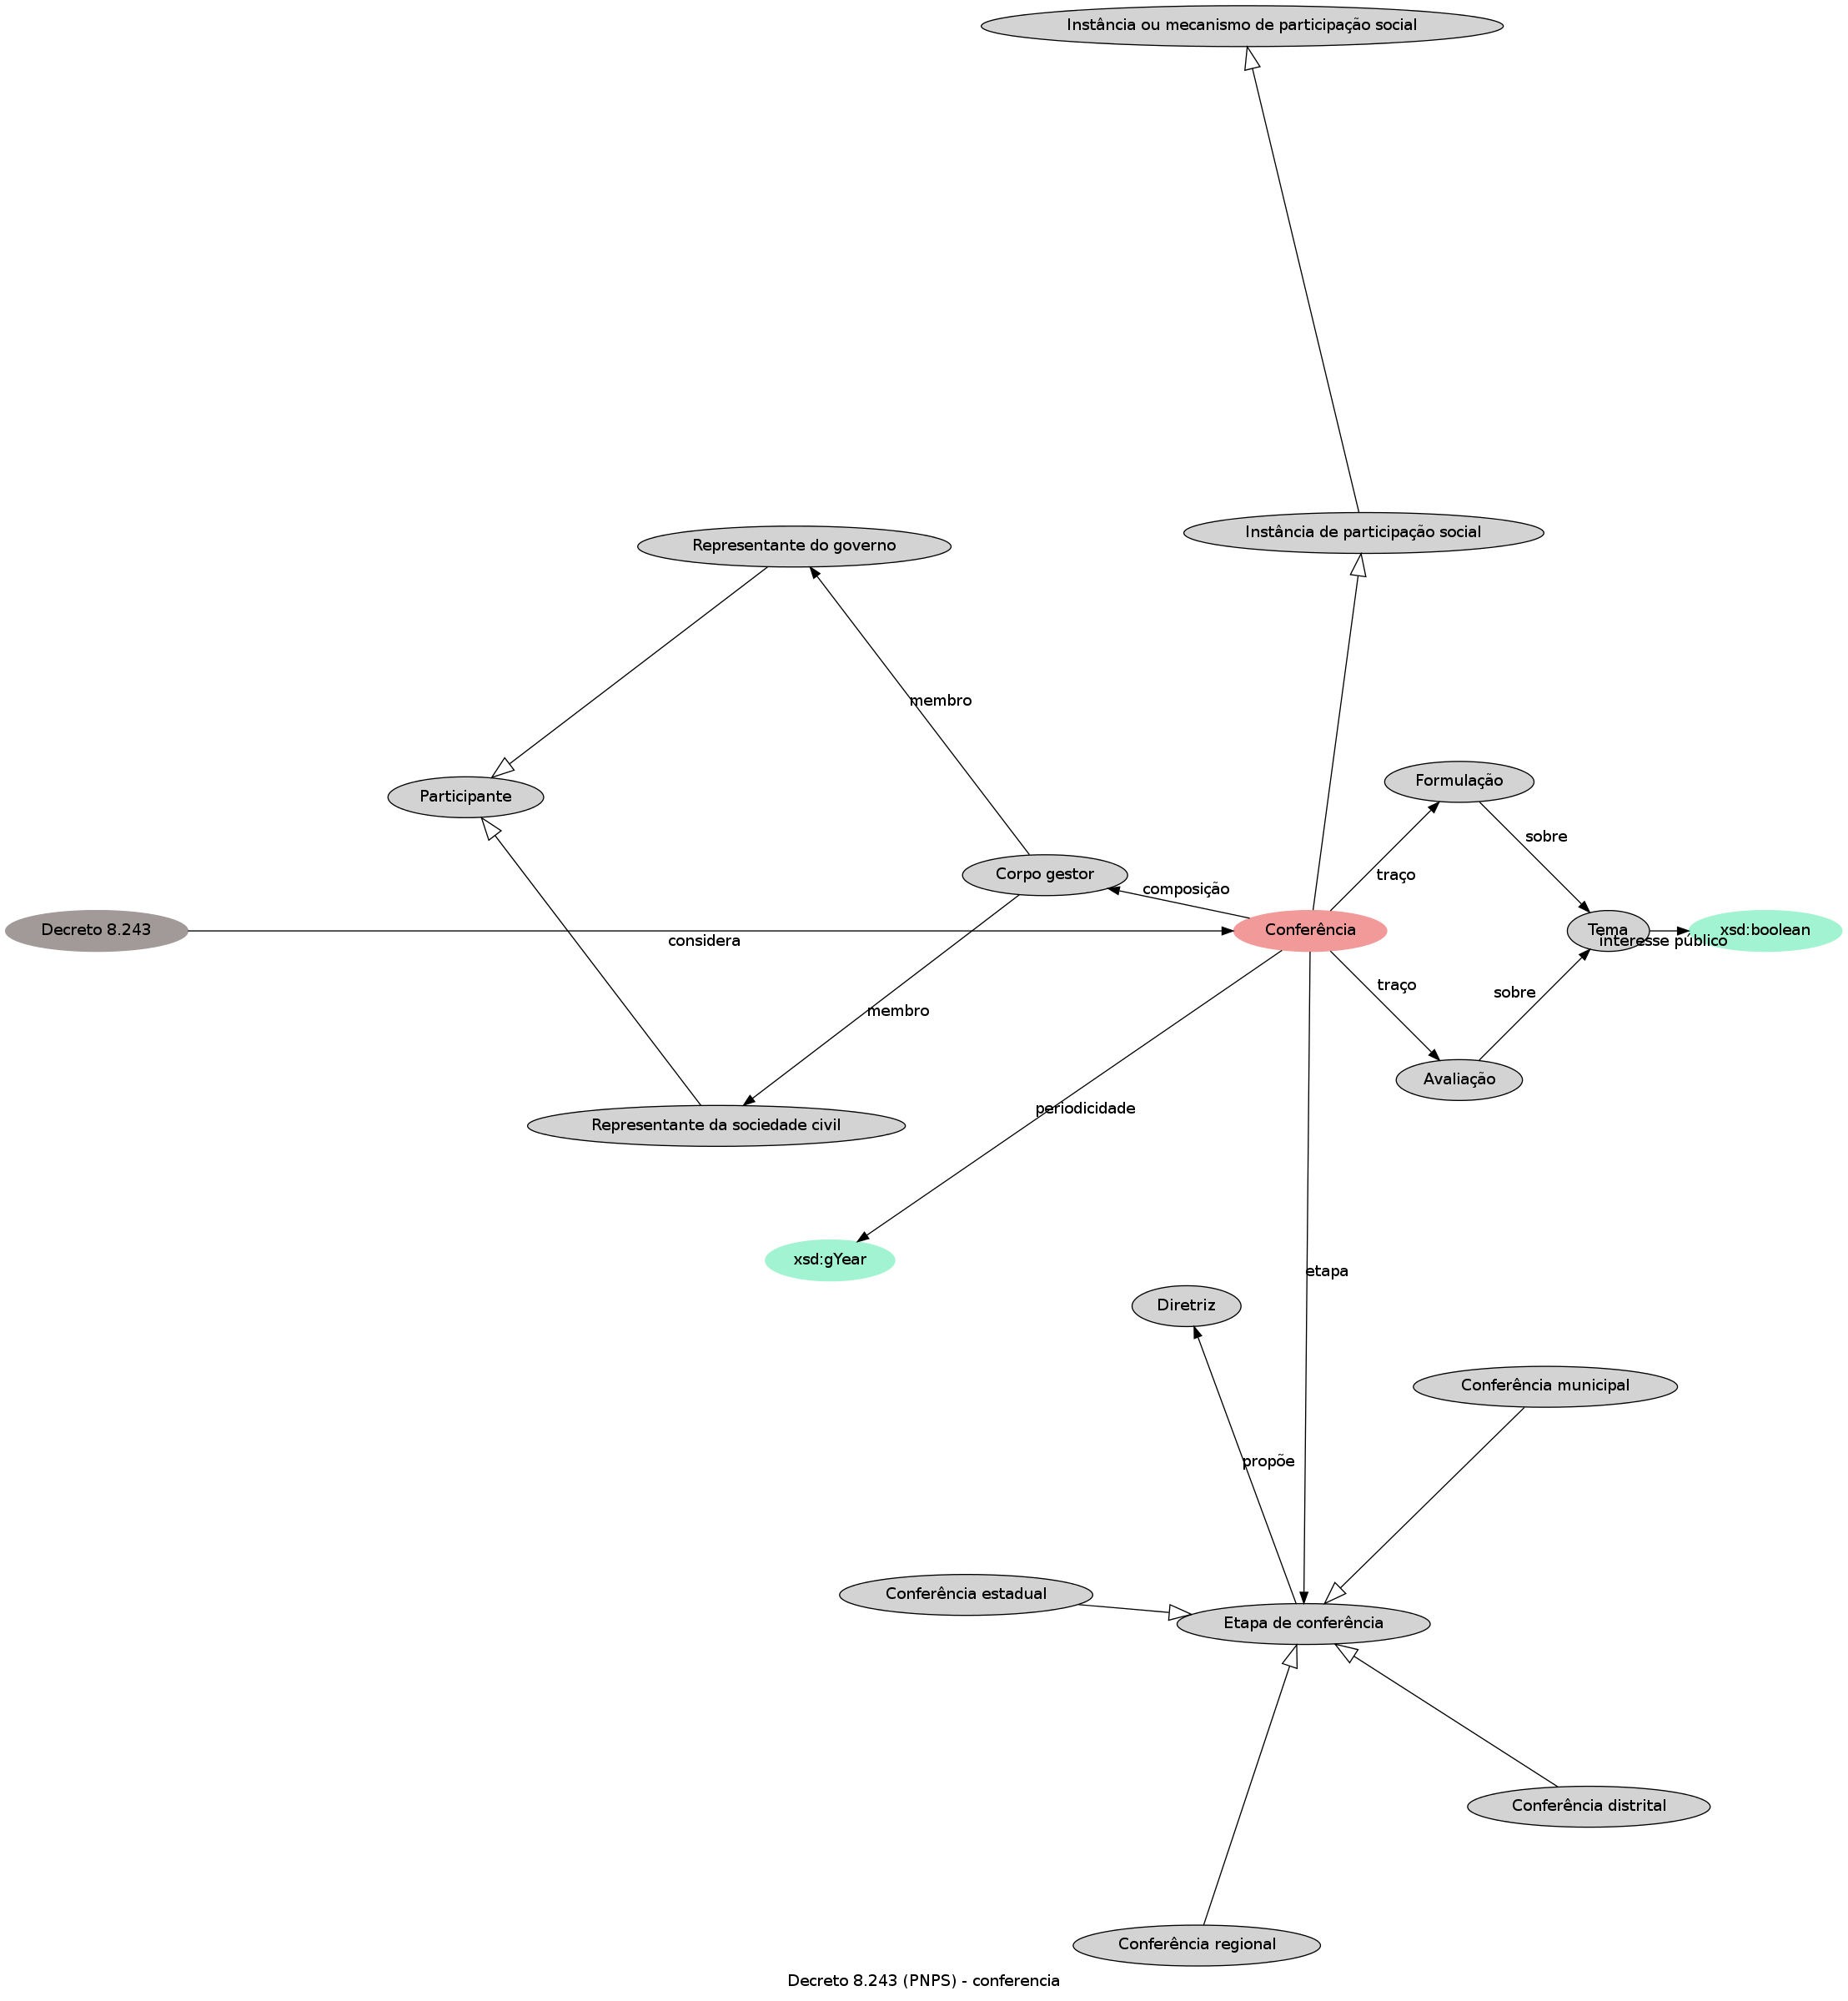 Instância ou mecanismo de participação social
Instância de participação social
Representante do governo
membro
Formulação
Participante
sobre
Corpo gestor
composição
traço
Decreto 8.243
considera
Conferência
Tema
interesse público
xsd:boolean
traço
sobre
membro
Avaliação
periodicidade
Representante da sociedade civil
xsd:gYear
etapa
Diretriz
Conferência municipal
propõe
Conferência estadual
Etapa de conferência
Conferência distrital
Conferência regional
Decreto 8.243 (PNPS) - conferencia